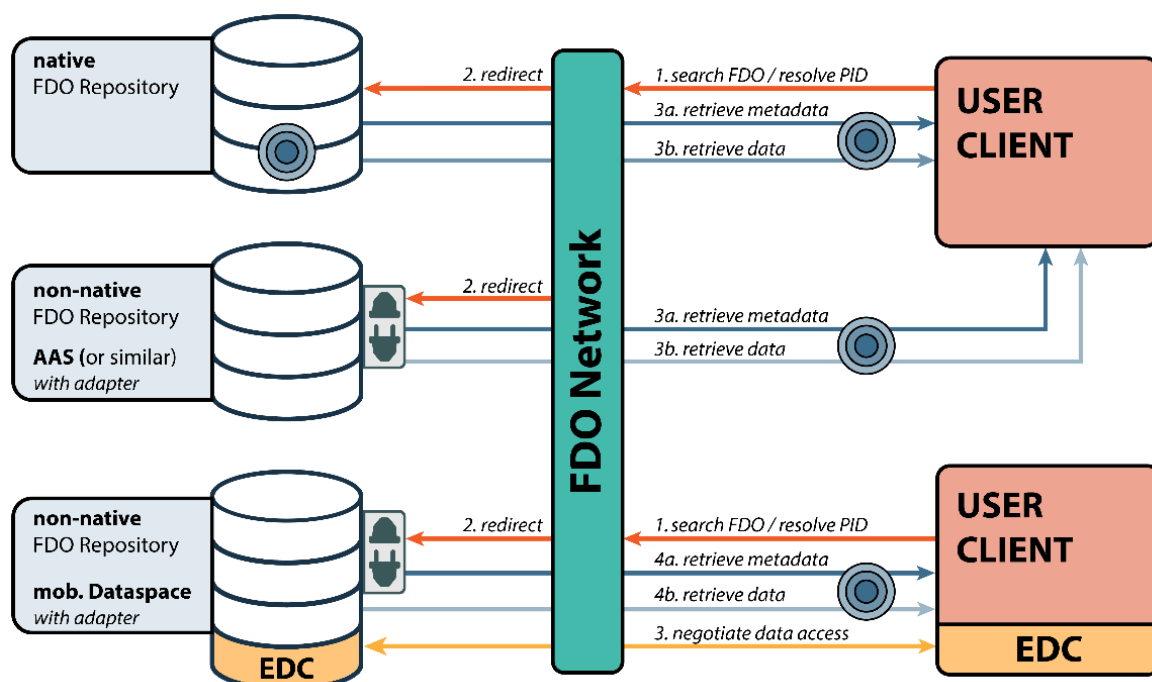 native
FDO Repository
2. redirect
1. search FDO / resolve PID
3a. retrieve metadata
3b. retrieve data
USER
CLIENT
non-native
FDO Repository
AAS (or similar)
with adapter
2. redirect
3a. retrieve metadata
3b. retrieve data
FDO Network
non-native
FDO Repository
mob. Dataspace
with adapter
EDC
2. redirect
1. search FDO / resolve PID
4a. retrieve metadata
4b. retrieve data
3. negotiate data access
USER
CLIENT
EDC